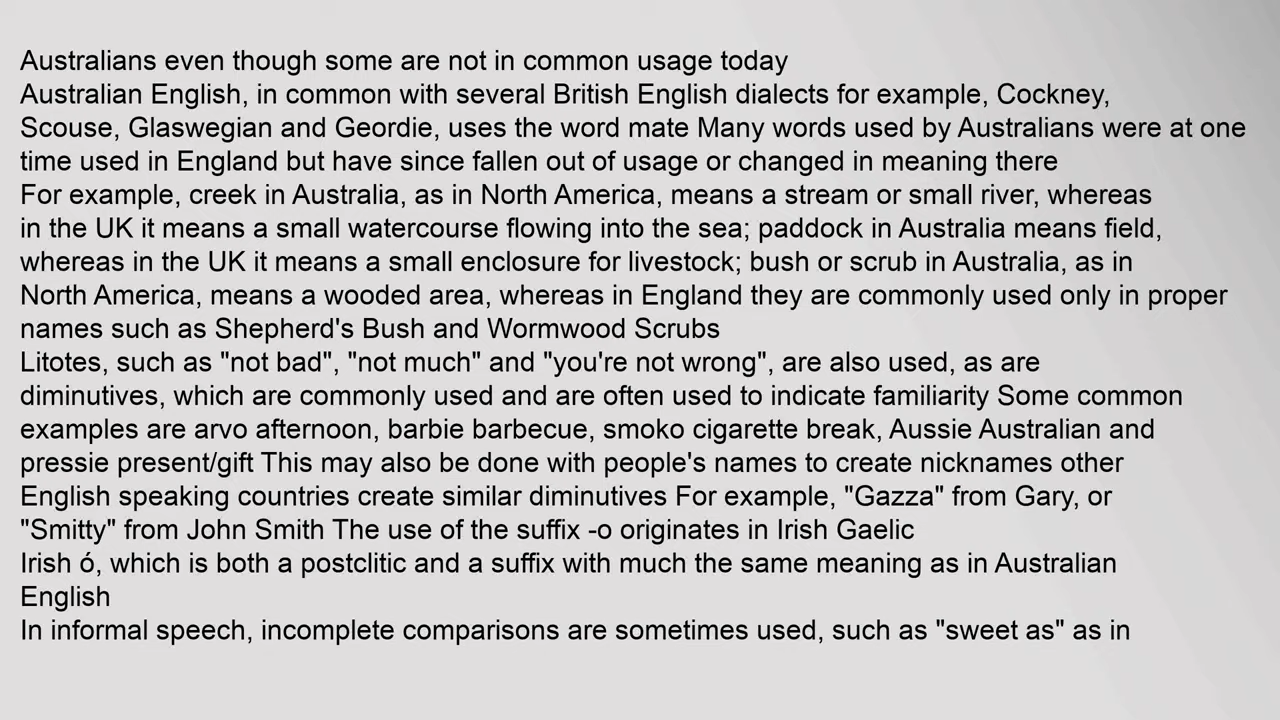 Australians even though some are not in common usage today
Australian English, in common with several British English dialects for example, Cockney,
Scouse, Glaswegian and Geordie, uses the word mate Many words used by Australians were at one
time used in England but have since fallen out of usage or changed in meaning there
For example, creek in Australia, as in North America, means a stream or small river, whereas
in the UK it means a small watercourse flowing into the sea; paddock in Australia means field,
whereas in the UK it means a small enclosure for livestock; bush or scrub in Australia, as in
North America, means a wooded area, whereas in England they are commonly used only in proper
names such as Shepherd's Bush and Wormwood Scrubs
Litotes, such as "not bad", "not much" and "you're not wrong", are also used, as are
diminutives, which are commonly used and are often used to indicate familiarity Some common
examples are arvo afternoon, barbie barbecue, smoko cigarette break, Aussie Australian and
pressie present/gift This may also be done with people's names to create nicknames other
English speaking countries create similar diminutives For example, "Gazza" from Gary, or
"Smitty" from John Smith The use of the suffix -o originates in Irish Gaelic
Irish ó, which is both a postclitic and a suffix with much the same meaning as in Australian
English
In informal speech, incomplete comparisons are sometimes used, such as "sweet as" as in